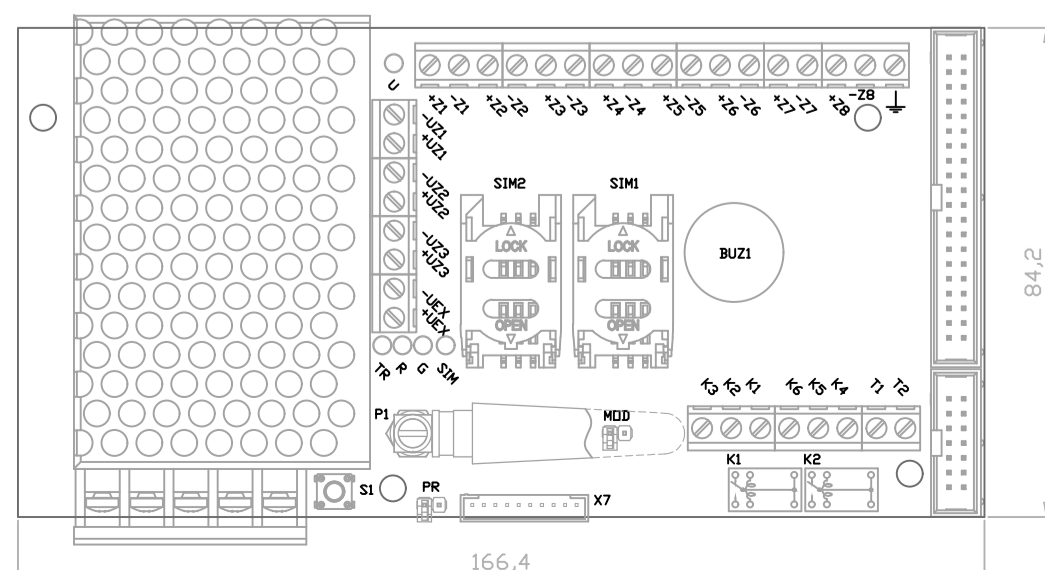 U
+Z1 -Z1 +Z2 -Z2 +Z3 -Z3 +Z4 -Z4 +Z5 -Z5 +Z6 -Z6 +Z7 -Z7 +Z8 -Z8
-UZ1
+UZ1
-UZ2
+UZ2
-UZ3
+UZ3
-UEX
+UEX
TR R G SIM
SIM2 SIM1
LOCK LOCK
OPEN OPEN
BUZ1
84,2
K3 K2 K1 K6 K5 K4 T1 T2
P1
MOD
K1 K2
S1
PR
X7
166,4